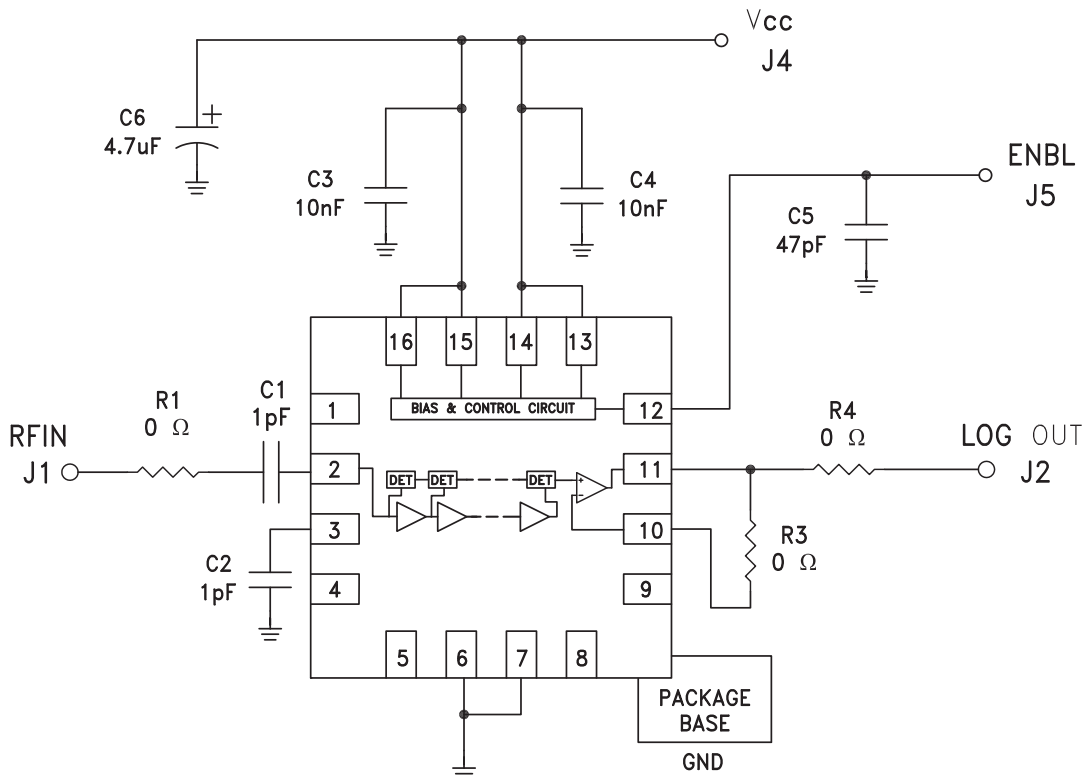 Vcc
J4
C6
+
4.7uF
C3
10nF
C4
10nF
ENBL
J5
C5
47pF
16
15
14
13
BIAS & CONTROL CIRCUIT
1
12
R1
0 Ω
C1
1pF
RFIN
J1
2
DET
DET
DET
+
-
11
R4
0 Ω
LOG OUT
J2
3
10
R3
0 Ω
C2
1pF
4
9
5
6
7
8
PACKAGE
BASE
GND